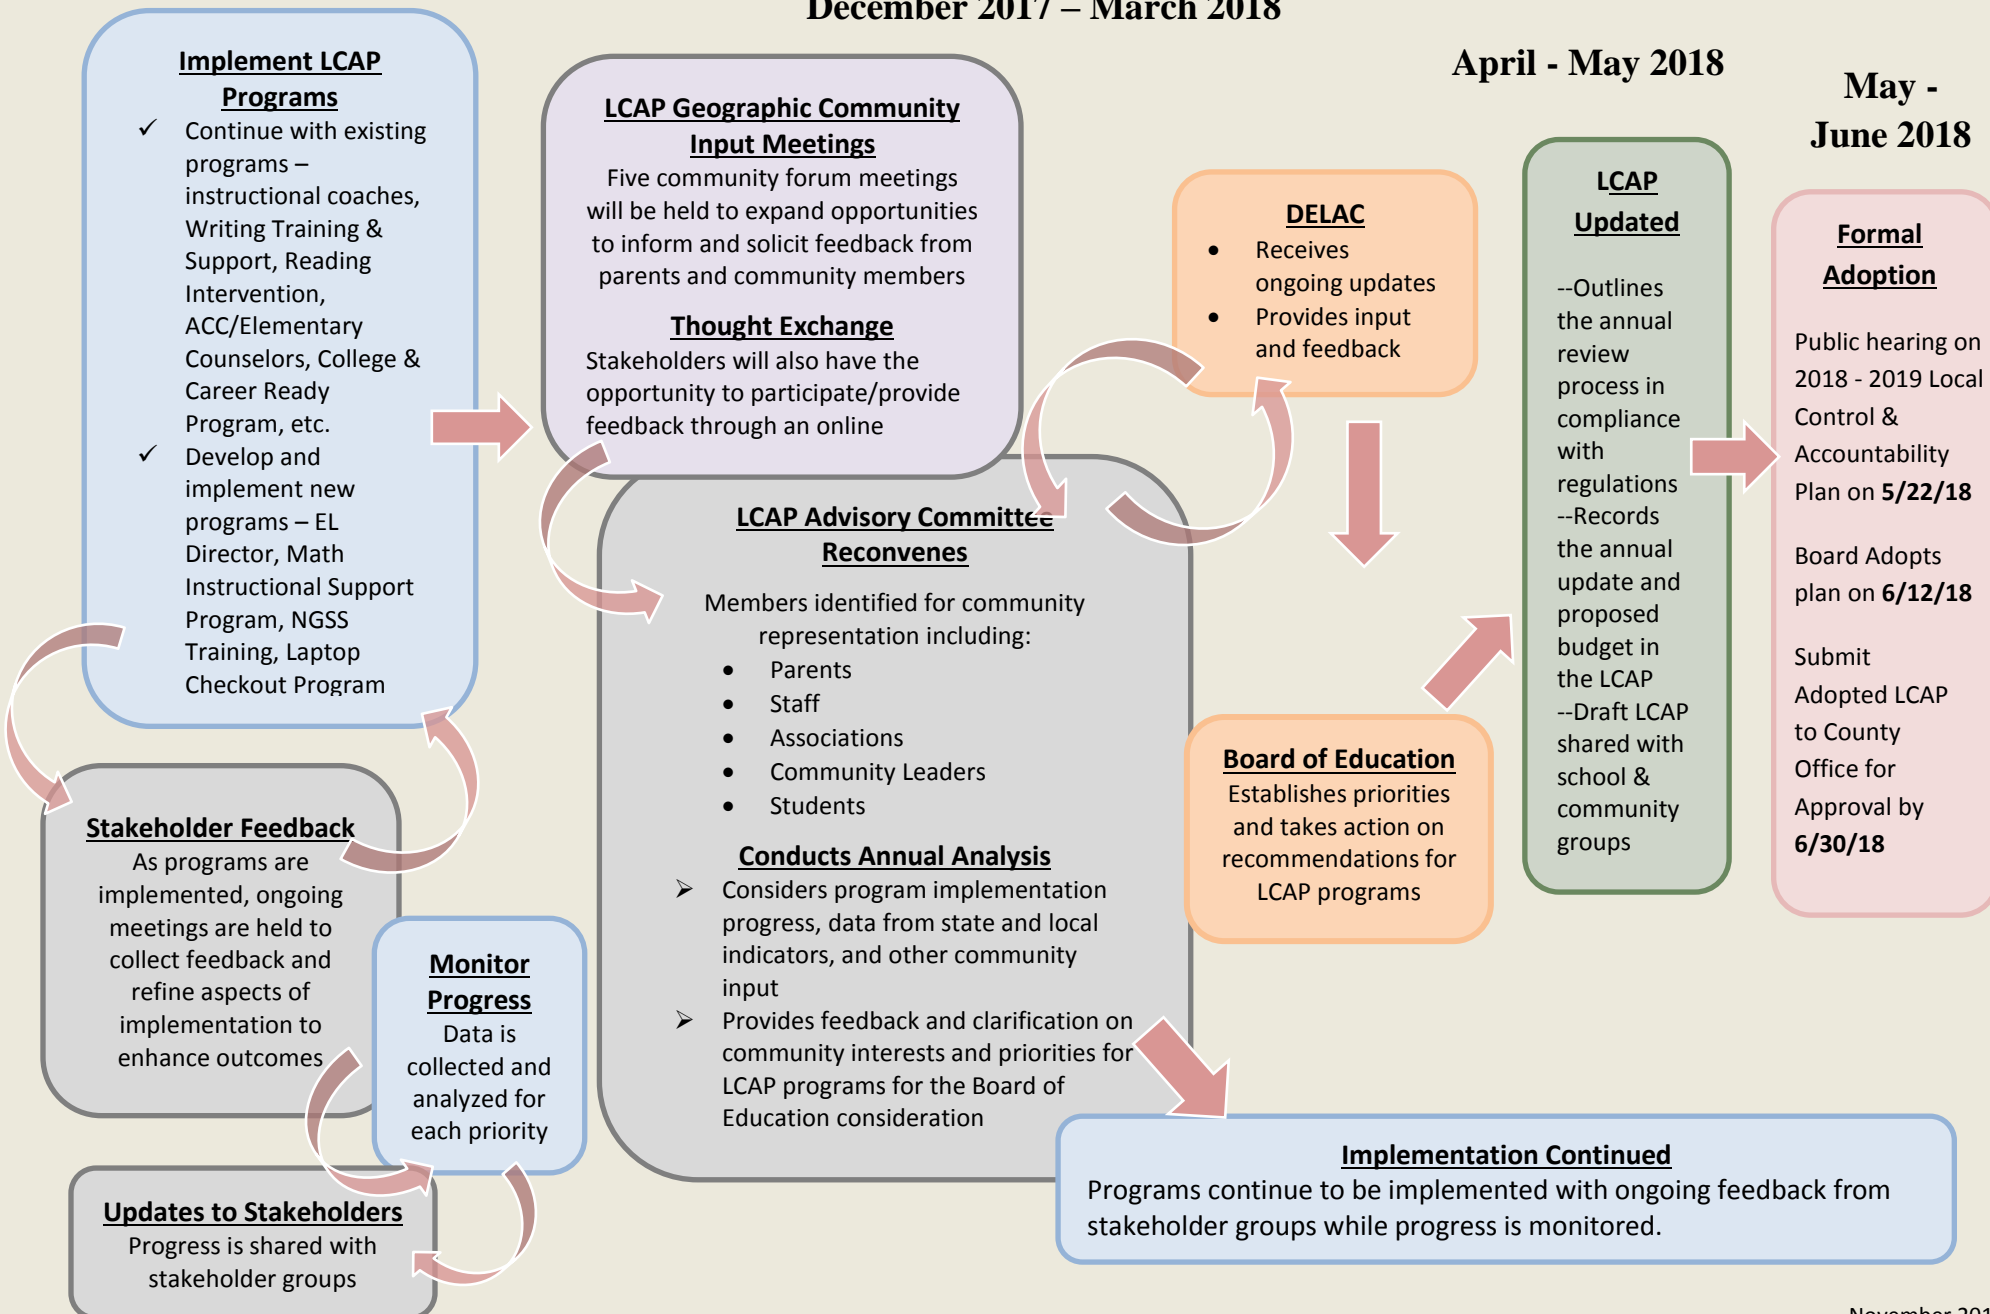 December 2017 – March 2018
April - May 2018
May -
June 2018
Implement LCAP
Programs
✓ Continue with existing
programs –
instructional coaches,
Writing Training &
Support, Reading
Intervention,
ACC/Elementary
Counselors, College &
Career Ready
Program, etc.
✓ Develop and
implement new
programs – EL
Director, Math
Instructional Support
Program, NGSS
Training, Laptop
Checkout Program
Stakeholder Feedback
As programs are
implemented, ongoing
meetings are held to
collect feedback and
refine aspects of
implementation to
enhance outcomes
Monitor
Progress
Data is
collected and
analyzed for
each priority
Updates to Stakeholders
Progress is shared with
stakeholder groups
LCAP Geographic Community
Input Meetings
Five community forum meetings
will be held to expand opportunities
to inform and solicit feedback from
parents and community members
Thought Exchange
Stakeholders will also have the
opportunity to participate/provide
feedback through an online
LCAP Advisory Committee
Reconvenes
Members identified for community
representation including:
• Parents
• Staff
• Associations
• Community Leaders
• Students
Conducts Annual Analysis
➢ Considers program implementation
progress, data from state and local
indicators, and other community
input
➢ Provides feedback and clarification on
community interests and priorities for
LCAP programs for the Board of
Education consideration
DELAC
• Receives
ongoing updates
• Provides input
and feedback
Board of Education
Establishes priorities
and takes action on
recommendations for
LCAP programs
LCAP
Updated
--Outlines
the annual
review
process in
compliance
with
regulations
--Records
the annual
update and
proposed
budget in
the LCAP
--Draft LCAP
shared with
school &
community
groups
Formal
Adoption
Public hearing on
2018 - 2019 Local
Control &
Accountability
Plan on 5/22/18
Board Adopts
plan on 6/12/18
Submit
Adopted LCAP
to County
Office for
Approval by
6/30/18
Implementation Continued
Programs continue to be implemented with ongoing feedback from
stakeholder groups while progress is monitored.
November 201